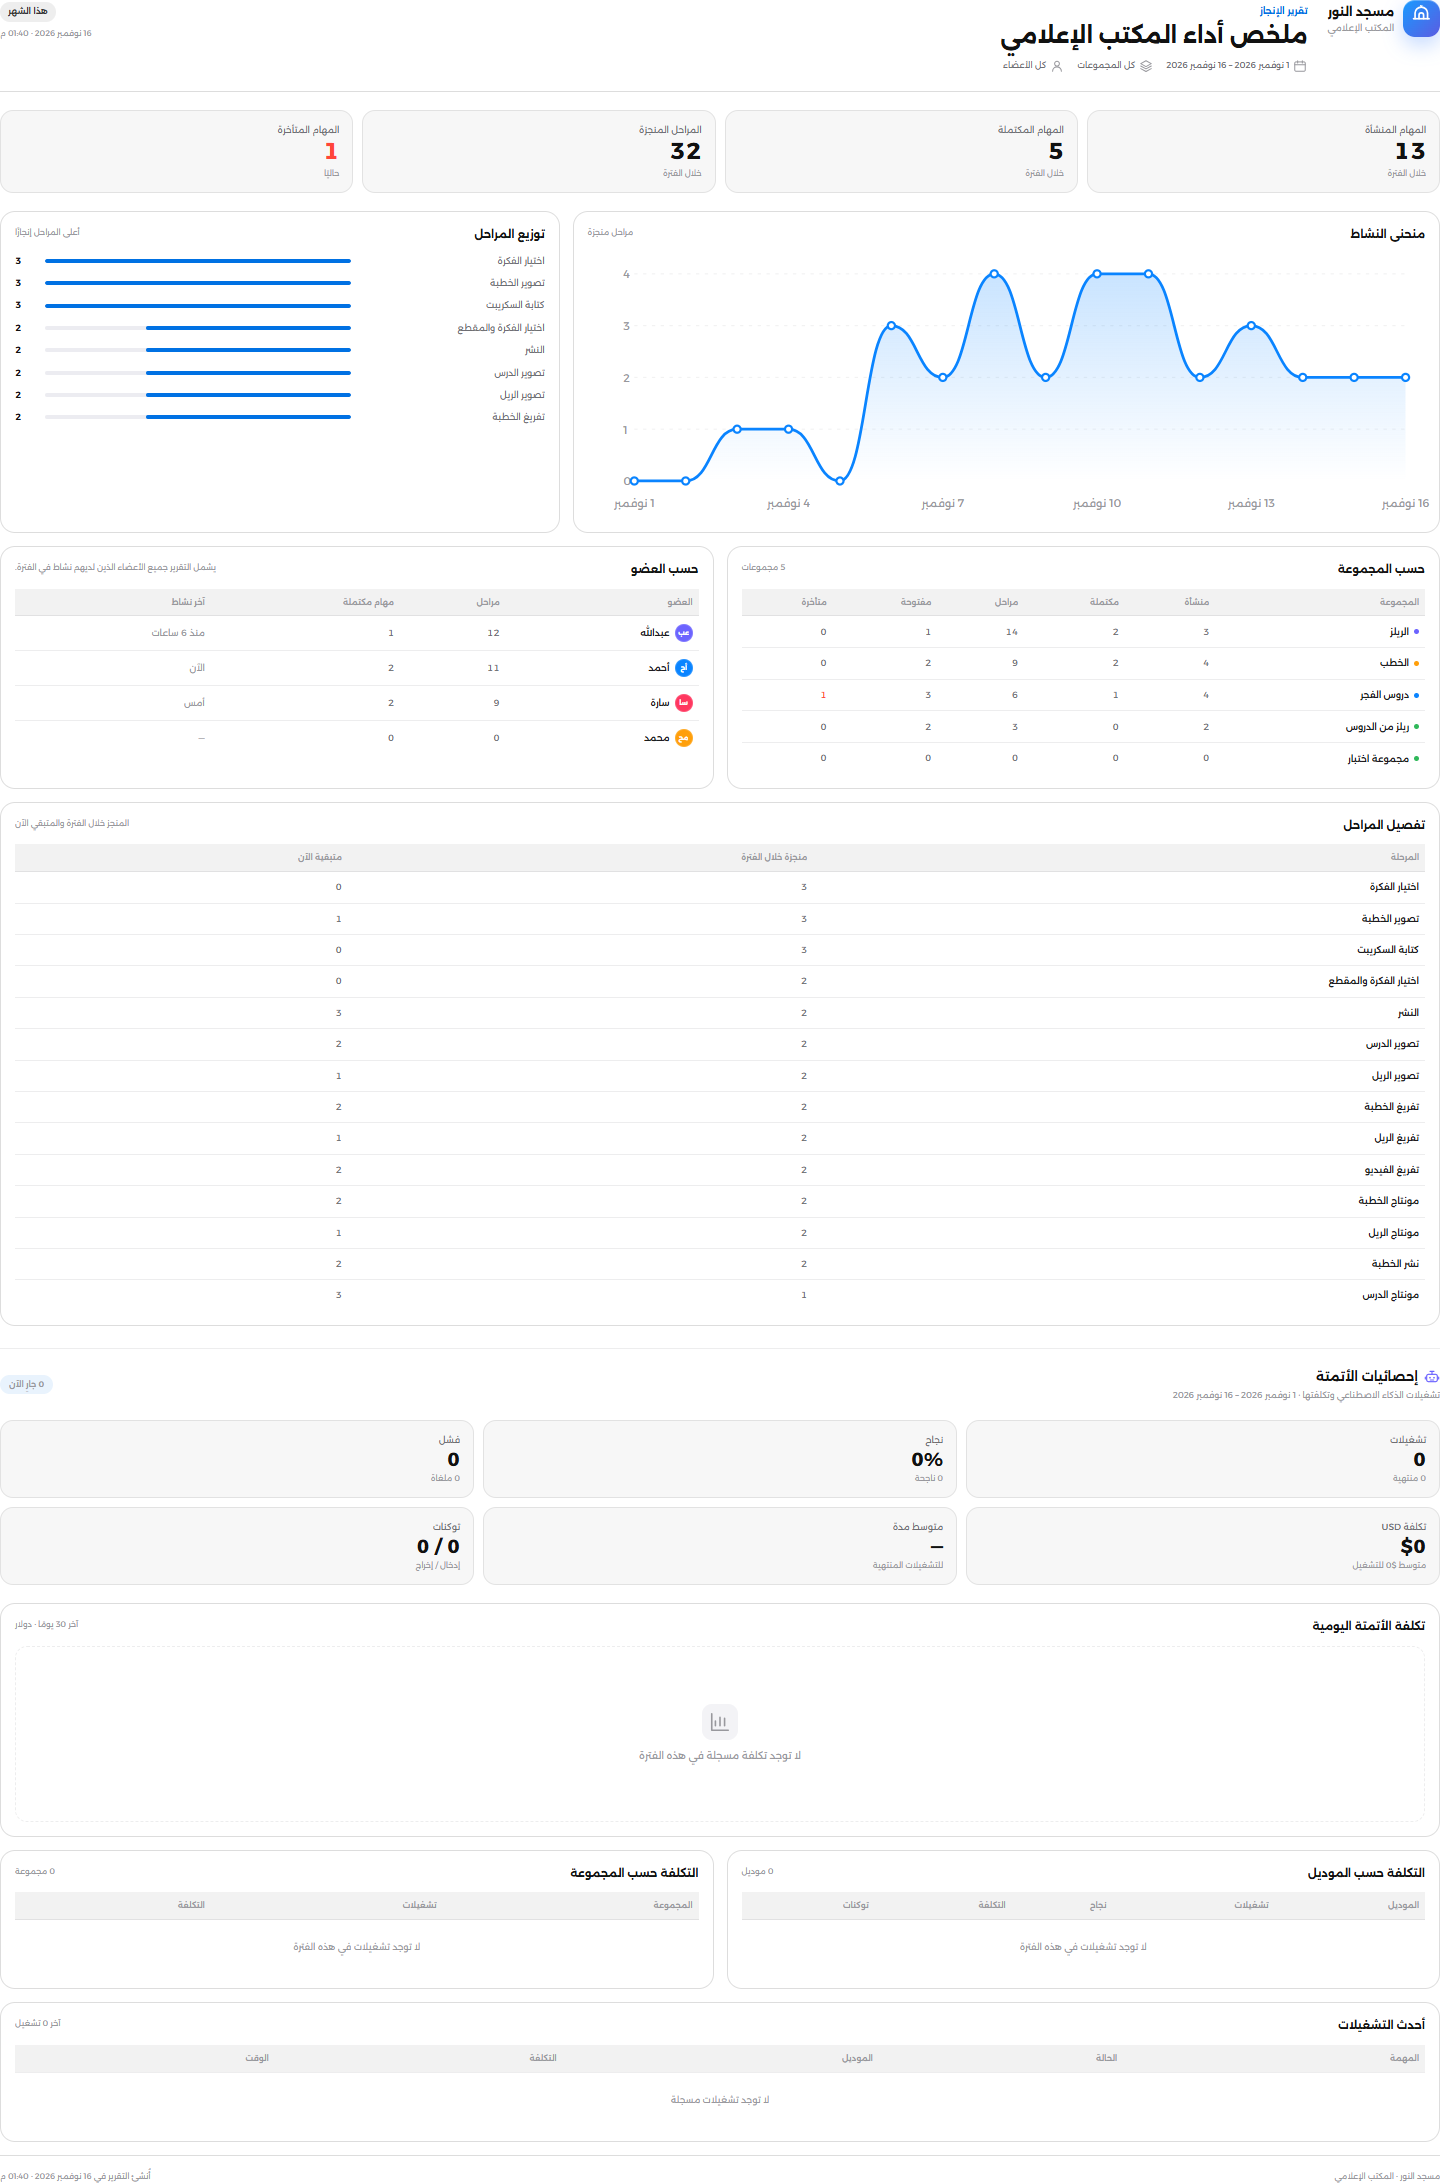 مسجد النور
المكتب الإعلامي
تقرير الإنجاز
ملخص أداء المكتب الإعلامي
1 نوفمبر 2026 – 16 نوفمبر 2026
كل المجموعات
كل الأعضاء
هذا الشهر
16 نوفمبر 2026 · 01:40 م
المهام المنشأة
13
خلال الفترة
المهام المكتملة
5
خلال الفترة
المراحل المنجزة
32
خلال الفترة
المهام المتأخرة
1
حاليًا
منحنى النشاط
مراحل منجزة
4
3
2
1
0
1 نوفمبر
4 نوفمبر
7 نوفمبر
10 نوفمبر
13 نوفمبر
16 نوفمبر
توزيع المراحل
أعلى المراحل إنجازًا
اختيار الفكرة 3
تصوير الخطبة 3
كتابة السكريبت 3
اختيار الفكرة والمقطع 2
النشر 2
تصوير الدرس 2
تصوير الريل 2
تفريغ الخطبة 2
حسب المجموعة
5 مجموعات
المجموعة منشأة مكتملة مراحل مفتوحة متأخرة
الريلز 3 2 14 1 0
الخطب 4 2 9 2 0
دروس الفجر 4 1 6 3 1
ريلز من الدروس 2 0 3 2 0
مجموعة اختبار 0 0 0 0 0
حسب العضو
يشمل التقرير جميع الأعضاء الذين لديهم نشاط في الفترة.
العضو مراحل مهام مكتملة آخر نشاط
عب عبدالله 12 1 منذ 6 ساعات
أح أحمد 11 2 الآن
سا سارة 9 2 أمس
مح محمد 0 0 —
تفصيل المراحل
المنجز خلال الفترة والمتبقي الآن
المرحلة منجزة خلال الفترة متبقية الآن
اختيار الفكرة 3 0
تصوير الخطبة 3 1
كتابة السكريبت 3 0
اختيار الفكرة والمقطع 2 0
النشر 2 3
تصوير الدرس 2 2
تصوير الريل 2 1
تفريغ الخطبة 2 2
تفريغ الريل 2 1
تفريغ الفيديو 2 2
مونتاج الخطبة 2 2
مونتاج الريل 2 1
نشر الخطبة 2 2
مونتاج الدرس 1 3
إحصائيات الأتمتة
تشغيلات الذكاء الاصطناعي وتكلفتها · 1 نوفمبر 2026 – 16 نوفمبر 2026
0 جارٍ الآن
تشغيلات
0
0 منتهية
نجاح
0%
0 ناجحة
فشل
0
0 ملغاة
تكلفة USD
$0
متوسط $0 للتشغيل
متوسط مدة
—
للتشغيلات المنتهية
توكنات
0 / 0
إدخال / إخراج
تكلفة الأتمتة اليومية
آخر 30 يومًا · دولار
لا توجد تكلفة مسجلة في هذه الفترة
التكلفة حسب الموديل
0 موديل
الموديل تشغيلات نجاح التكلفة توكنات
لا توجد تشغيلات في هذه الفترة
التكلفة حسب المجموعة
0 مجموعة
المجموعة تشغيلات التكلفة
لا توجد تشغيلات في هذه الفترة
أحدث التشغيلات
آخر 0 تشغيل
المهمة الحالة الموديل التكلفة الوقت
لا توجد تشغيلات مسجلة
مسجد النور · المكتب الإعلامي
أُنشئ التقرير في 16 نوفمبر 2026 · 01:40 م